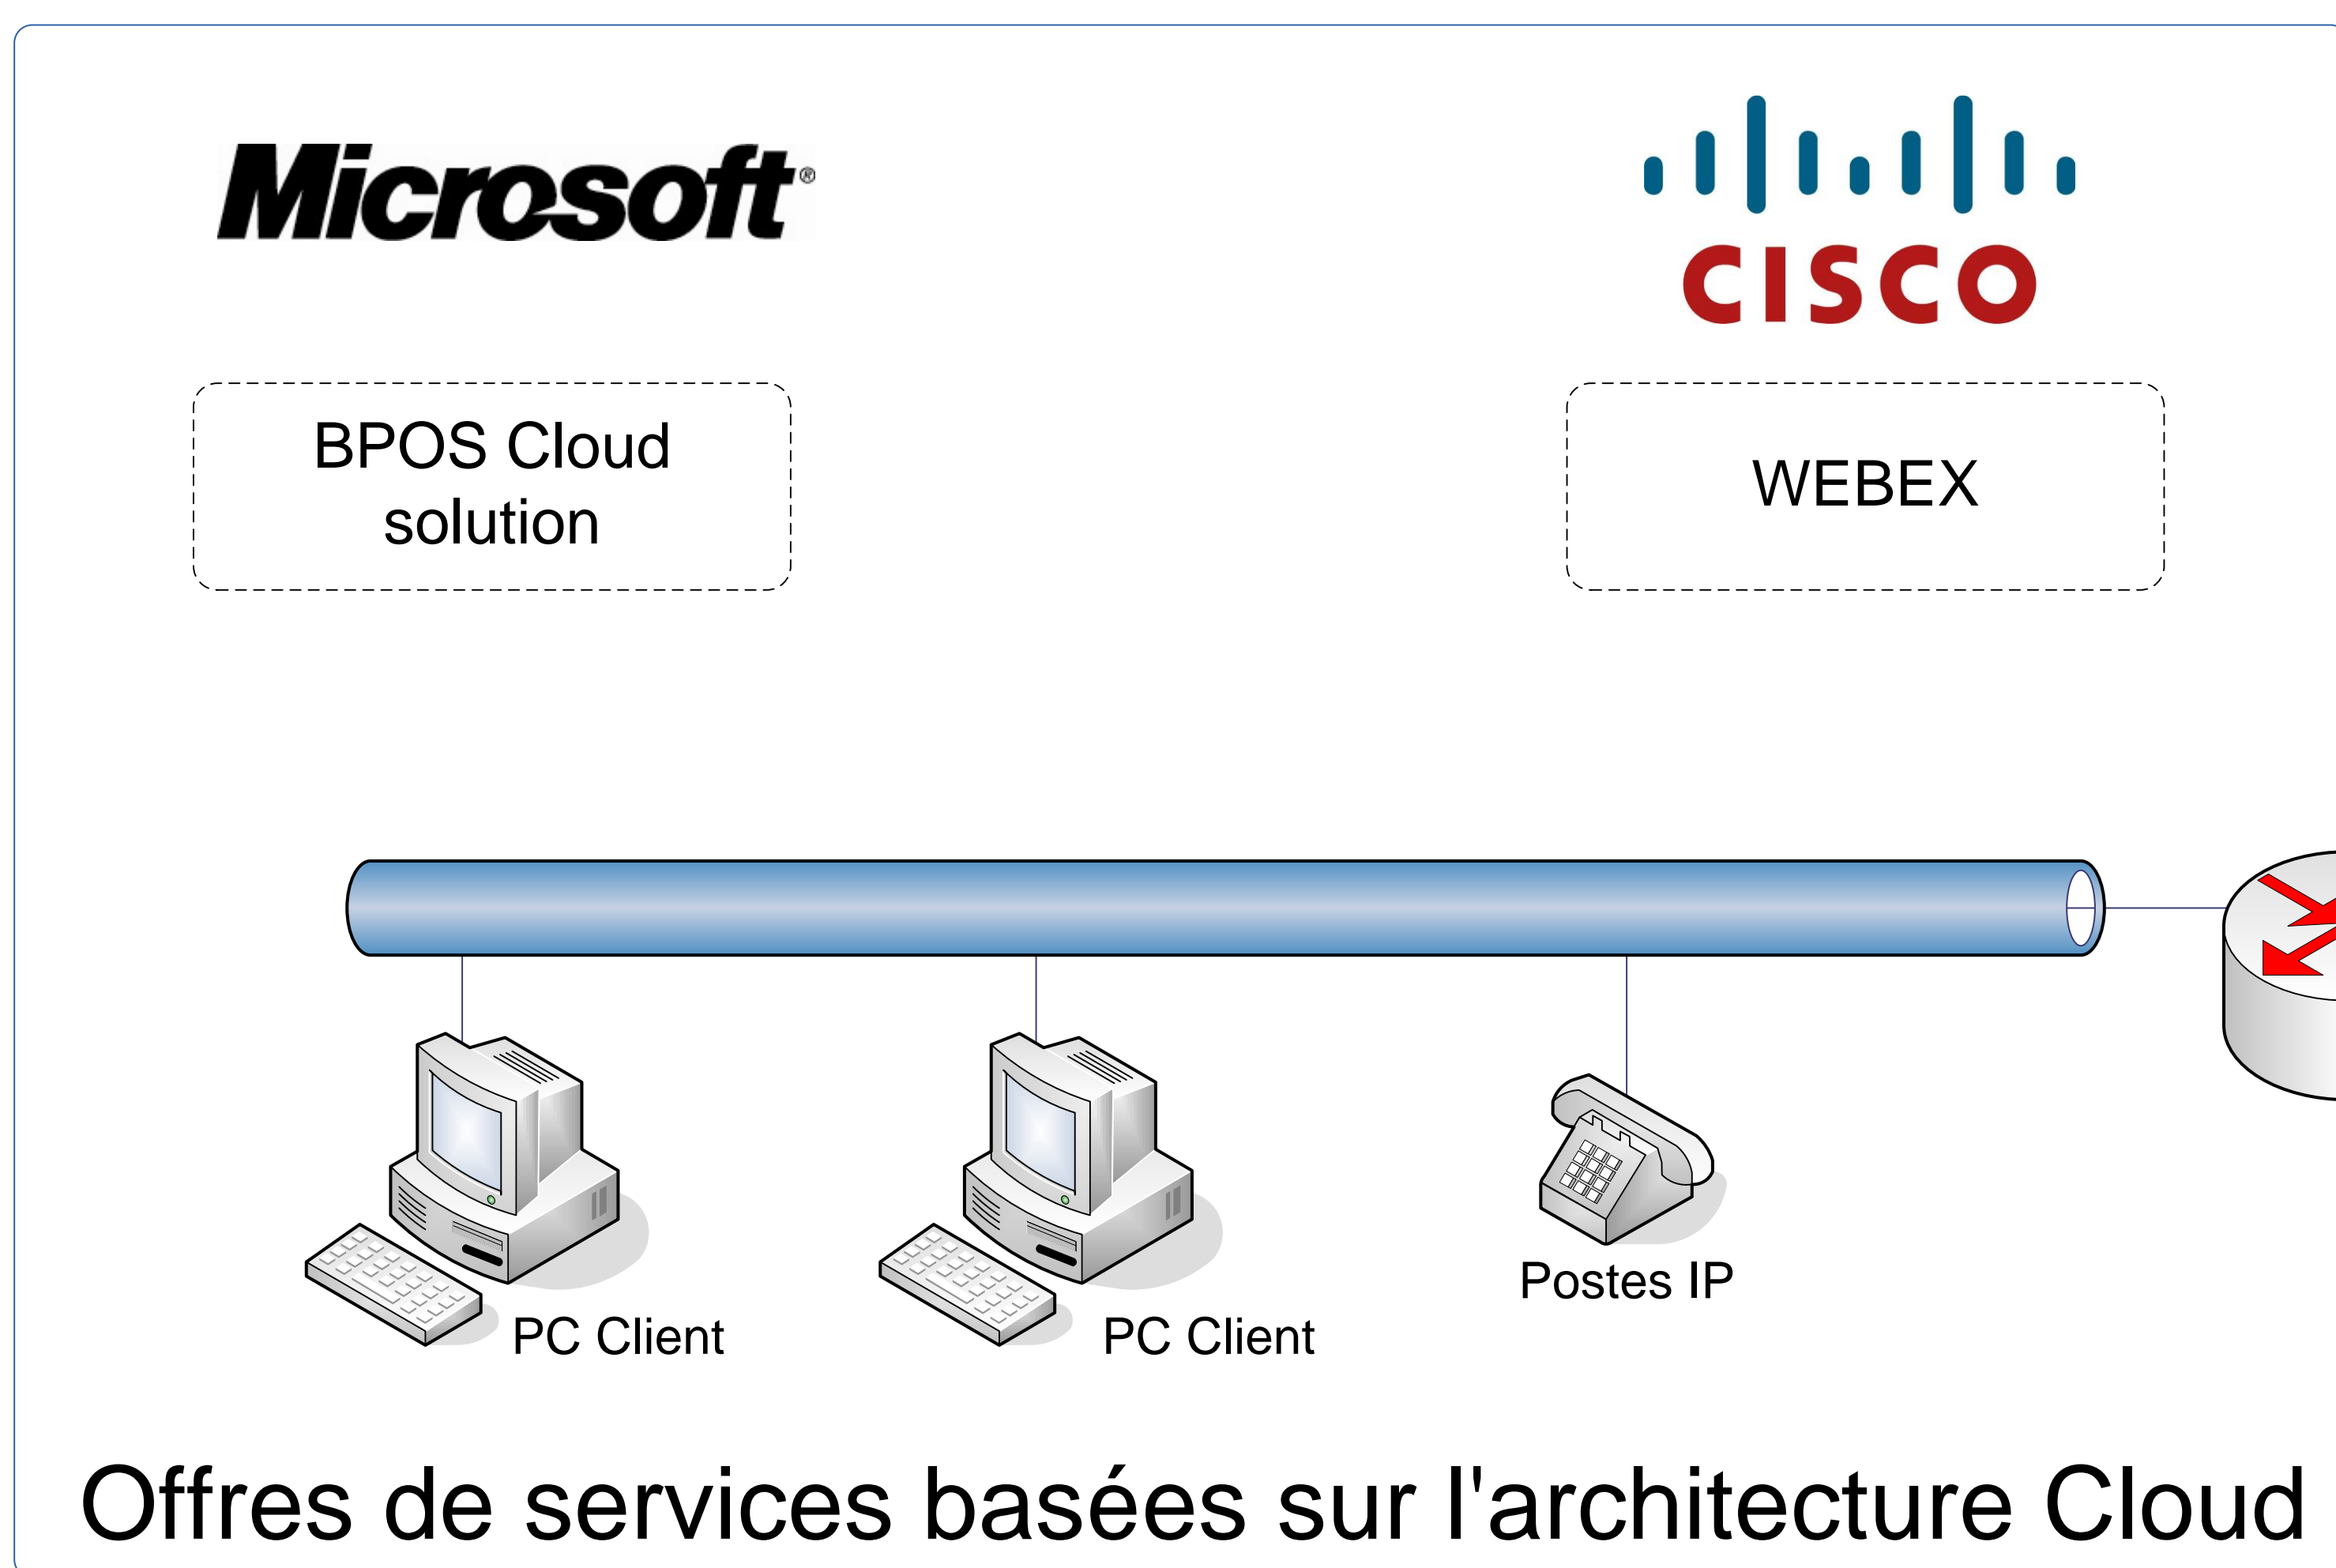 Microsoft®
CISCO
BPOS Cloud
solution
WEBEX
Postes IP
PC Client
PC Client
Offres de services basées sur l'architecture Cloud